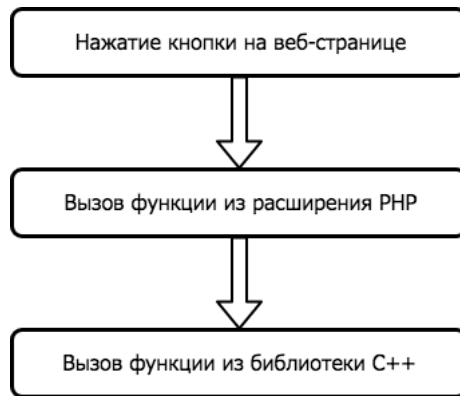 Нажатие кнопки на веб-странице
Вызов функции из расширения PHP
Вызов функции из библиотеки C++